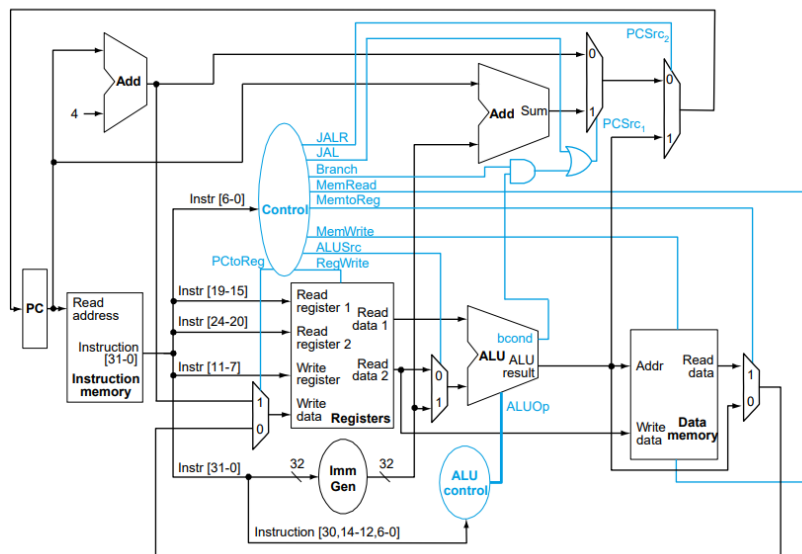 PCSrc2
0
0
Add
Sum
Add
4
1
PCSrc1
1
JALR
JAL
Branch
MemRead
MemtoReg
Instr [6-0]
Control
MemWrite
ALUSrc
RegWrite
PCtoReg
PC
Read
address
Instruction
[31-0]
Instruction
memory
Instr [19-15]
Instr [24-20]
Instr [11-7]
Read
register 1
Read
data 1
Read
register 2
Read
data 2
Write
register
Write
data
Registers
1
0
0
1
bcond
ALU
ALU
result
ALUOp
Addr
Read
data
Write
data
Data
memory
1
0
Instr [31-0]
32
Imm
Gen
32
ALU
control
Instruction [30,14-12,6-0]